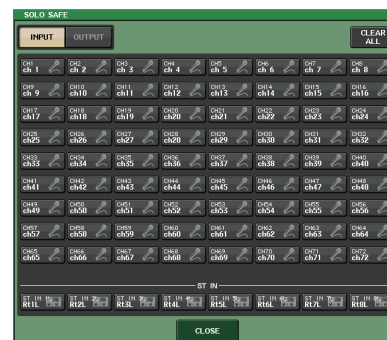 SOLO SAFE
INPUT OUTPUT CLEAR ALL
CH1 CH2 CH3 CH4 CH5 CH6 CH7 CH8
ch 1 ch 2 ch 3 ch 4 ch 5 ch 6 ch 7 ch 8
CH9 CH10 CH11 CH12 CH13 CH14 CH15 CH16
ch 9 ch10 ch11 ch12 ch13 ch14 ch15 ch16
CH17 CH18 CH19 CH20 CH21 CH22 CH23 CH24
ch17 ch18 ch19 ch20 ch21 ch22 ch23 ch24
CH25 CH26 CH27 CH28 CH29 CH30 CH31 CH32
ch25 ch26 ch27 ch28 ch29 ch30 ch31 ch32
CH33 CH34 CH35 CH36 CH37 CH38 CH39 CH40
ch33 ch34 ch35 ch36 ch37 ch38 ch39 ch40
CH41 CH42 CH43 CH44 CH45 CH46 CH47 CH48
ch41 ch42 ch43 ch44 ch45 ch46 ch47 ch48
CH49 CH50 CH51 CH52 CH53 CH54 CH55 CH56
ch49 ch50 ch51 ch52 ch53 ch54 ch55 ch56
CH57 CH58 CH59 CH60 CH61 CH62 CH63 CH64
ch57 ch58 ch59 ch60 ch61 ch62 ch63 ch64
CH65 CH66 CH67 CH68 CH69 CH70 CH71 CH72
ch65 ch66 ch67 ch68 ch69 ch70 ch71 ch72
ST IN
ST IN ST IN ST IN ST IN ST IN ST IN ST IN ST IN
Rt1L Rt2L Rt3L Rt4L Rt5L Rt6L Rt7L Rt8L
CLOSE